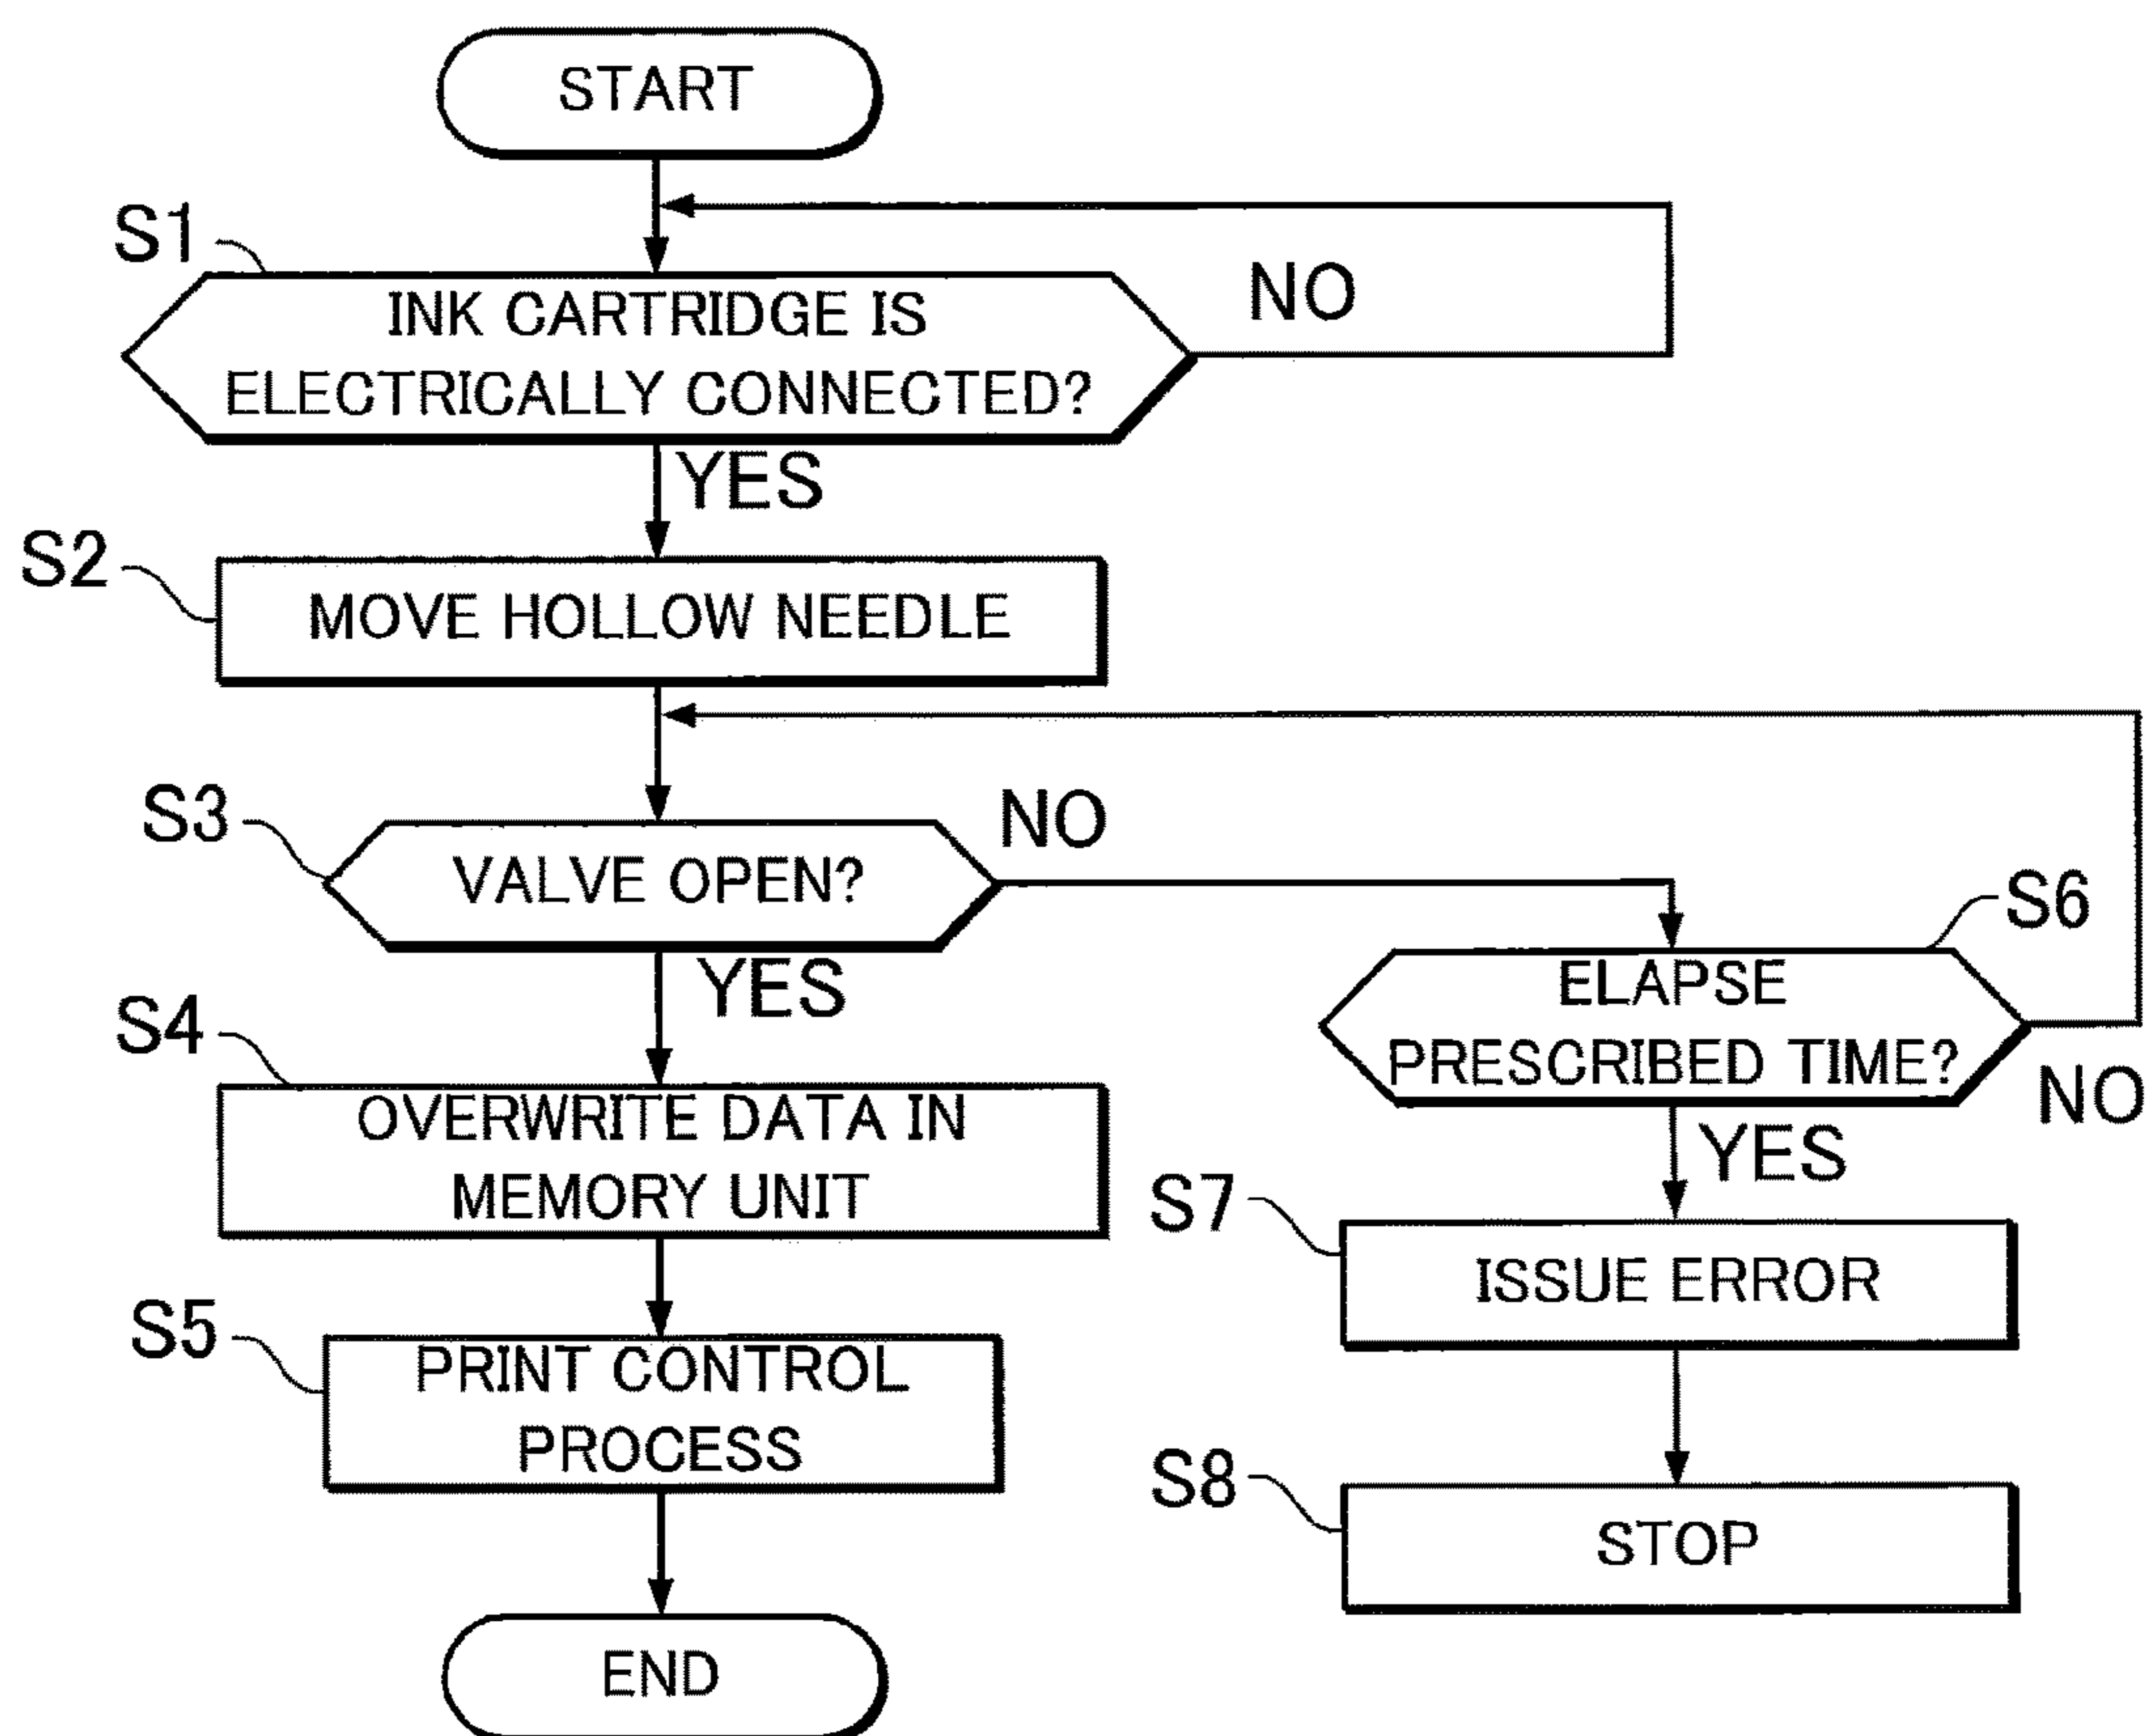 START
S1
INK CARTRIDGE IS
ELECTRICALLY CONNECTED?
NO
YES
S2
MOVE HOLLOW NEEDLE
S3
VALVE OPEN?
NO
YES
S6
ELAPSE
PRESCRIBED TIME?
NO
YES
S4
OVERWRITE DATA IN
MEMORY UNIT
S7
ISSUE ERROR
S5
PRINT CONTROL
PROCESS
S8
STOP
END